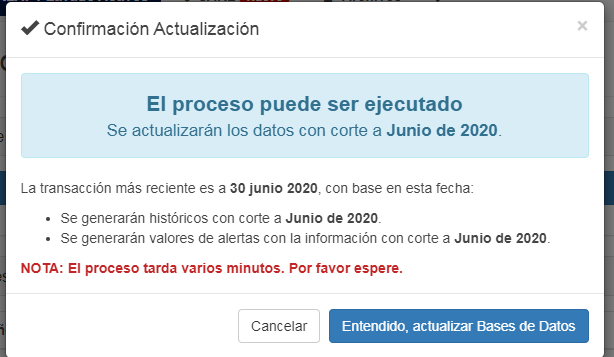 Confirmación Actualización
×
El proceso puede ser ejecutado
Se actualizarán los datos con corte a Junio de 2020.
La transacción más reciente es a 30 junio 2020, con base en esta fecha:
• Se generarán históricos con corte a Junio de 2020.
• Se generarán valores de alertas con la información con corte a Junio de 2020.
NOTA: El proceso tarda varios minutos. Por favor espere.
Cancelar
Entendido, actualizar Bases de Datos